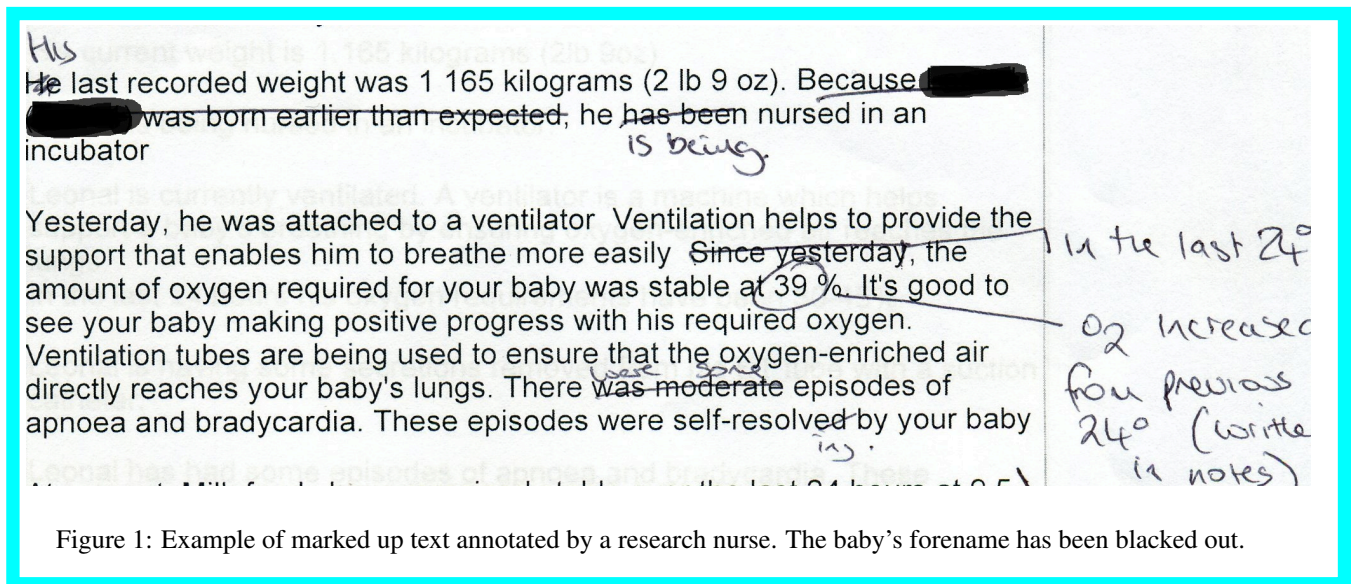 His
He last recorded weight was 1 165 kilograms (2 lb 9 oz). Because
was born earlier than expected, he has been nursed in an
is being.
incubator
Yesterday, he was attached to a ventilator Ventilation helps to provide the
support that enables him to breathe more easily Since yesterday, the
In the last 24°
amount of oxygen required for your baby was stable at 39 %. It's good to
see your baby making positive progress with his required oxygen.
O2 increased
Ventilation tubes are being used to ensure that the oxygen-enriched air
were some
directly reaches your baby's lungs. There was moderate episodes of
from previous
apnoea and bradycardia. These episodes were self-resolved by your baby
ing.
24° (writte
in notes)
Figure 1: Example of marked up text annotated by a research nurse. The baby's forename has been blacked out.